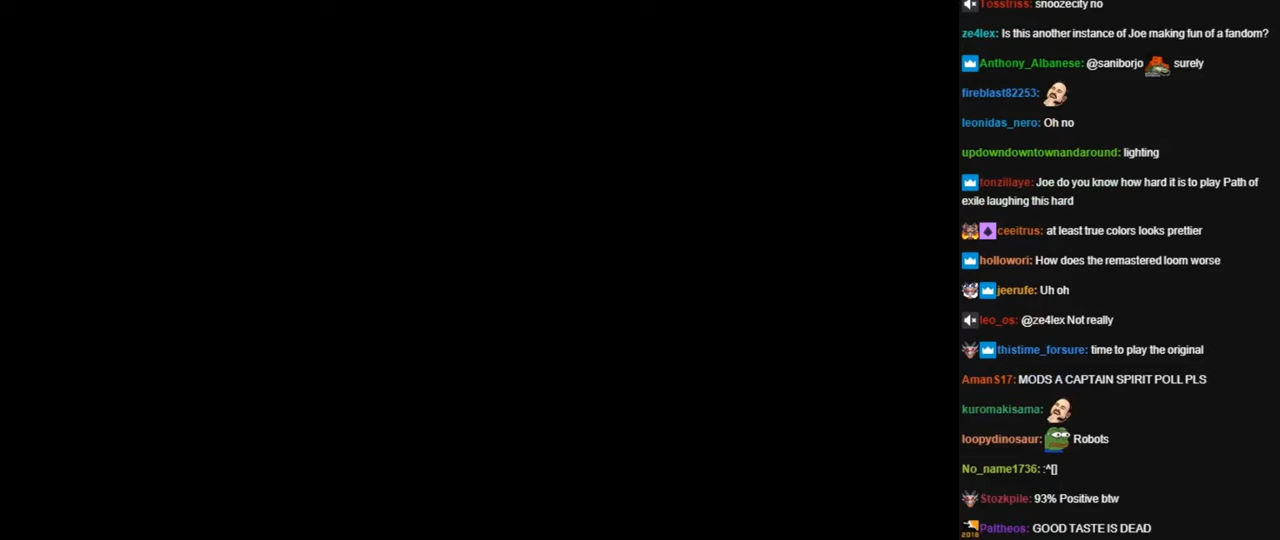 Tosstriss: snoozecity no
ze4lex: Is this another instance of Joe making fun of a fandom?
Anthony_Albanese: @saniborjo surely
fireblast82253:
leonidas_nero: Oh no
updowndowntownandaround: lighting
tonzillaye: Joe do you know how hard it is to play Path of
exile laughing this hard
ceeitrus: at least true colors looks prettier
hollowori: How does the remastered loom worse
jeerufe: Uh oh
leo_os: @ze4lex Not really
thistime_forsure: time to play the original
AmanS17: MODS A CAPTAIN SPIRIT POLL PLS
kuromakisama:
loopydinosaur: Robots
No_name1736: :^[]
Stozkpile: 93% Positive btw
2018 Paltheos: GOOD TASTE IS DEAD